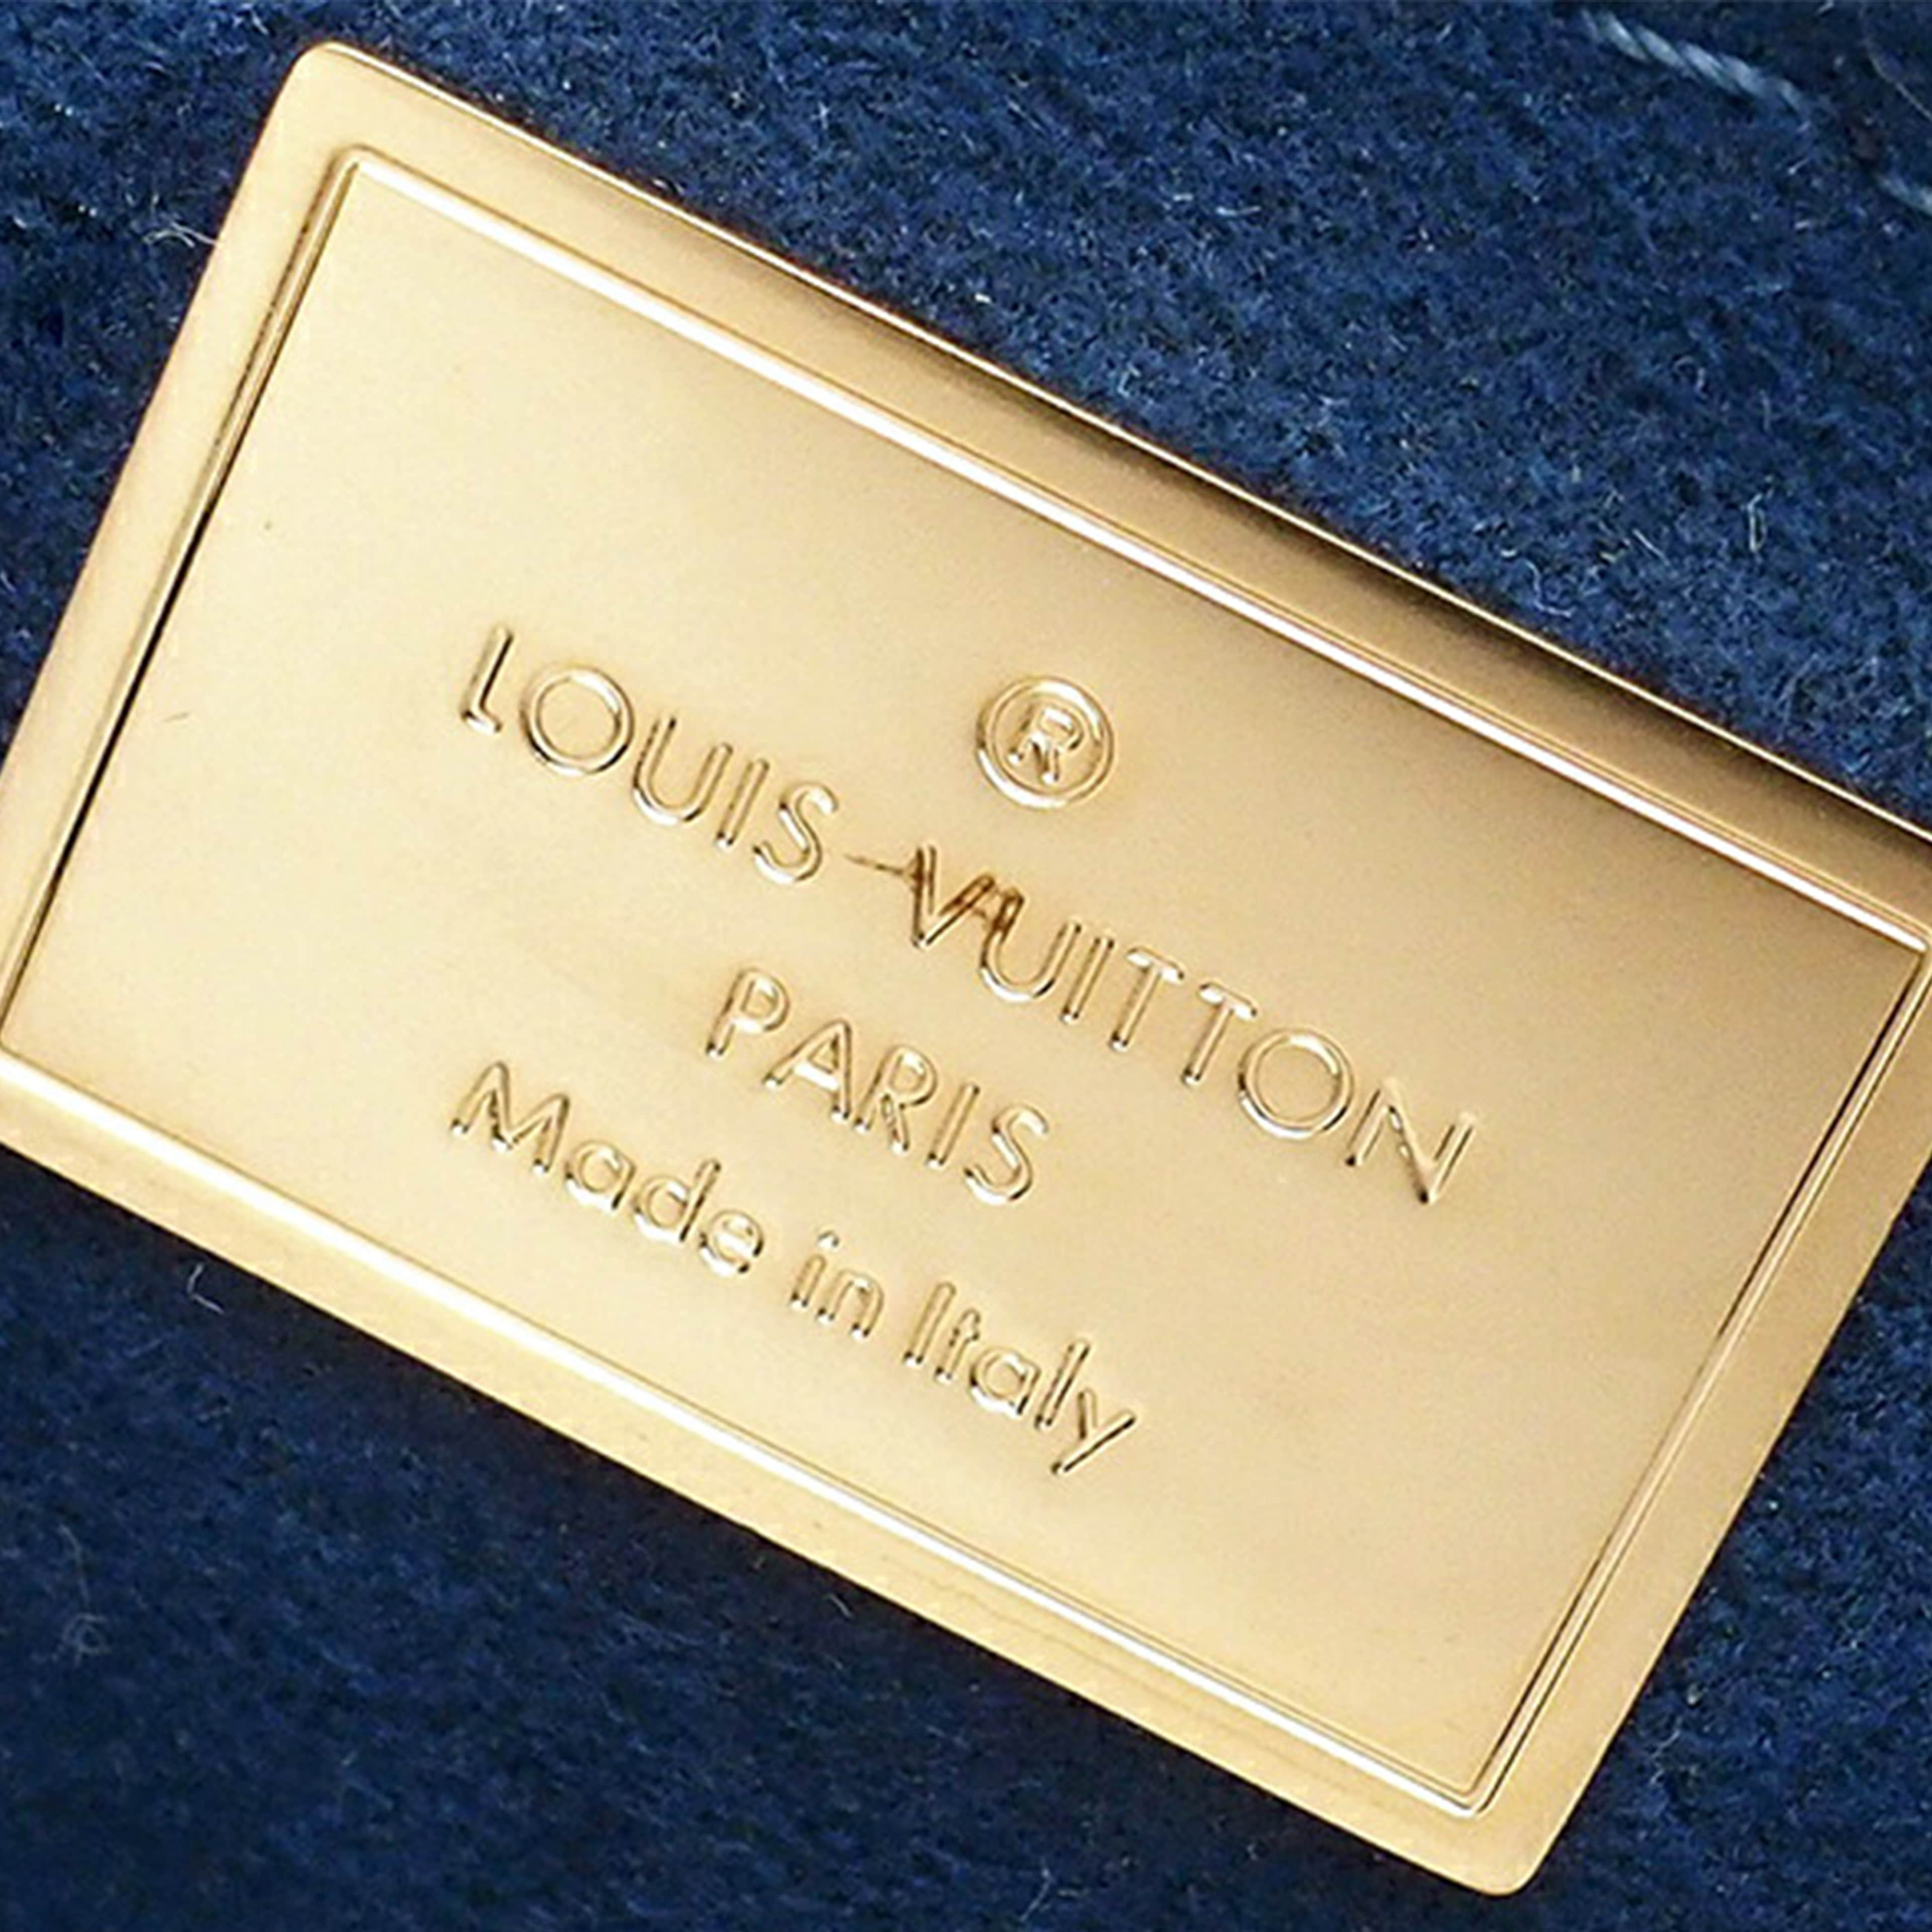 ®
LOUIS VUITTON
PARIS
Made in Italy